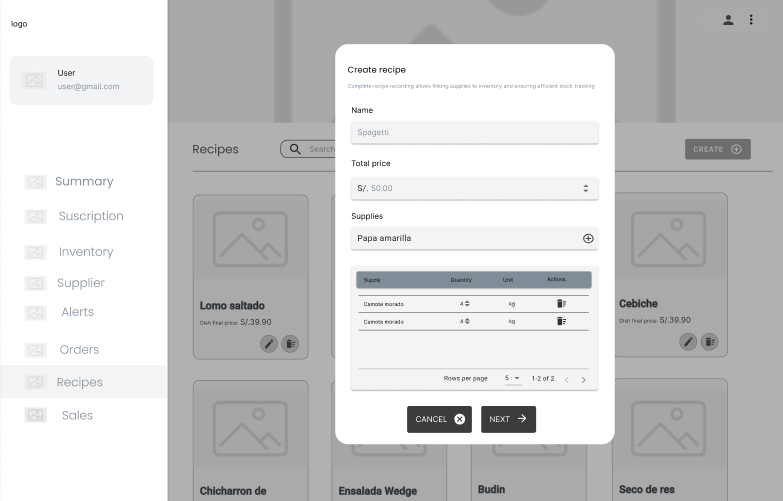 logo
User
user@gmail.com
Summary
Suscription
Inventory
Supplier
Alerts
Orders
Recipes
Sales
Recipes
Search
CREATE
Lomo saltado
Dish final price: S/.39.90
Cebiche
Dish final price: S/.39.90
Chicharron de
Ensalada Wedge
Budin
Seco de res
Create recipe
Complete recipe recording allows linking supplies to inventory and ensuring efficient stock tracking
Name
Spagetti
Total price
S/. 50.00
Supplies
Papa amarilla
Supply Quantity Unit Actions
Camote morado 4 kg
Camote morado 4 kg
Rows per page 5 1-2 of 2
CANCEL NEXT